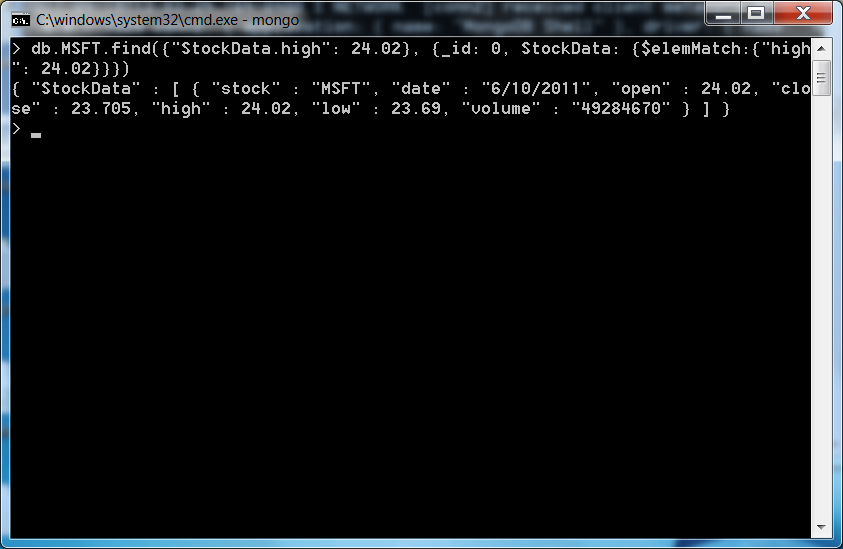 C:\windows\system32\cmd.exe - mongo
> db.MSFT.find({"StockData.high": 24.02}, {_id: 0, StockData: {$elemMatch:{"high
": 24.02}}})
{ "StockData" : [ { "stock" : "MSFT", "date" : "6/10/2011", "open" : 24.02, "clo
se" : 23.705, "high" : 24.02, "low" : 23.69, "volume" : "49284670" } ] }
>